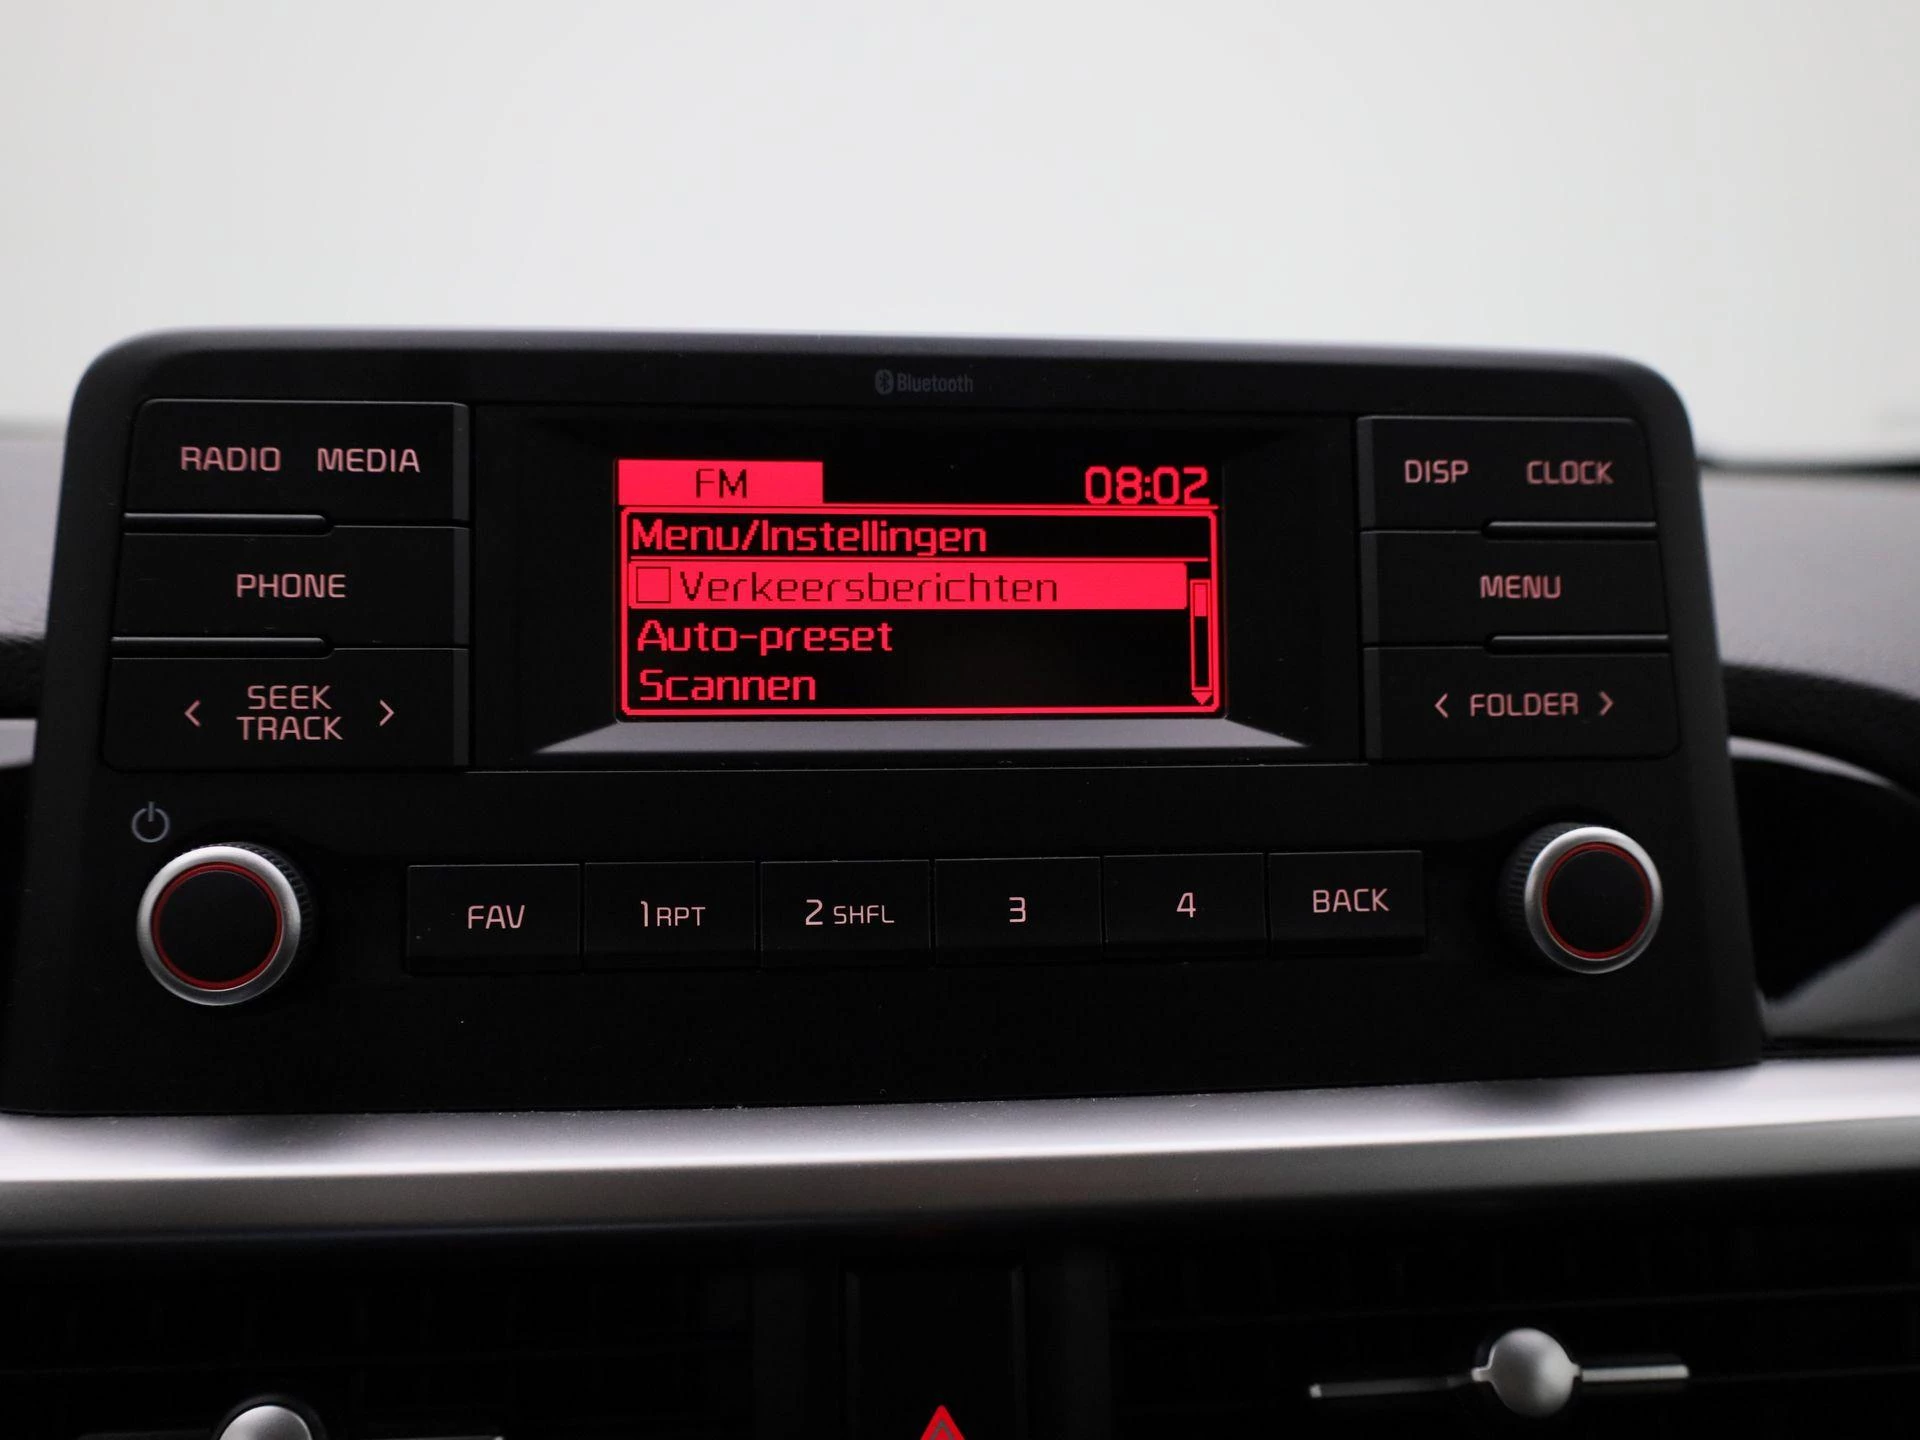 Bluetooth
RADIO MEDIA
PHONE
< SEEK TRACK >
FM 08:02
Menu/Instellingen
Verkeersberichten
Auto-preset
Scannen
DISP CLOCK
MENU
< FOLDER >
FAV 1 RPT 2 SHFL 3 4 BACK